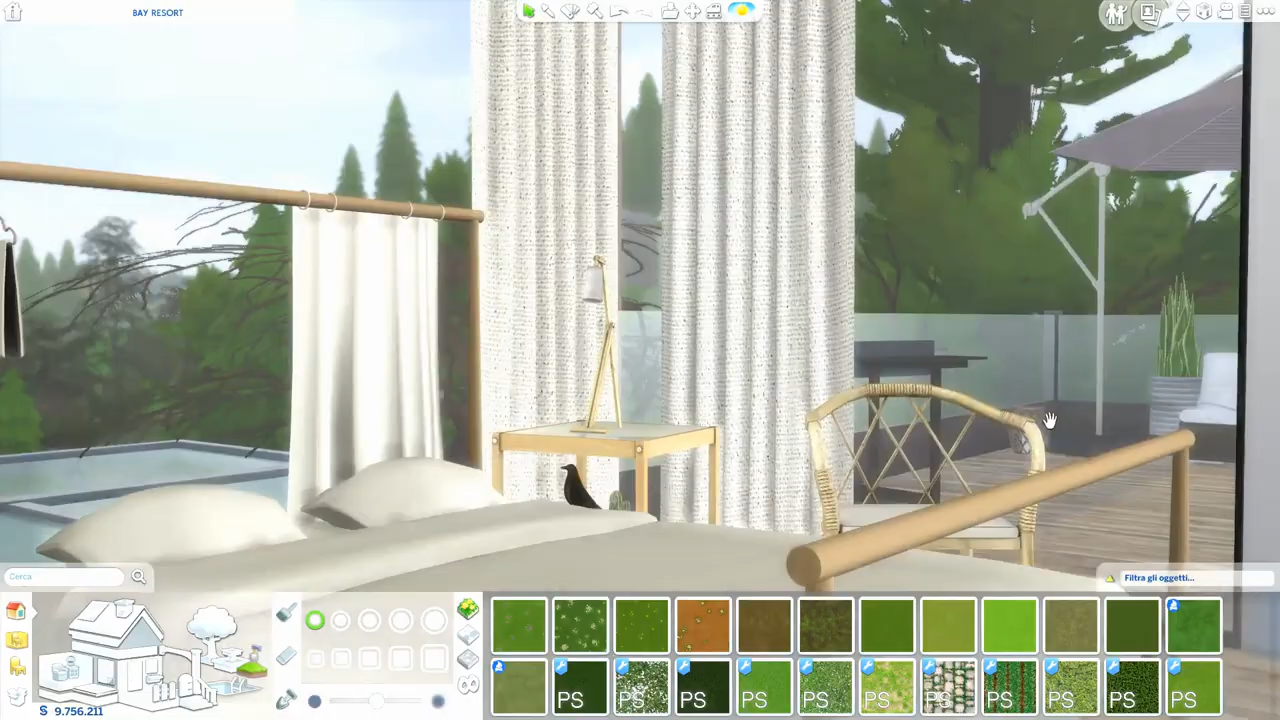 BAY RESORT
Cerca
Filtra gli oggetti...
PS PS PS PS PS PS PS PS PS PS PS
§ 9.756.211